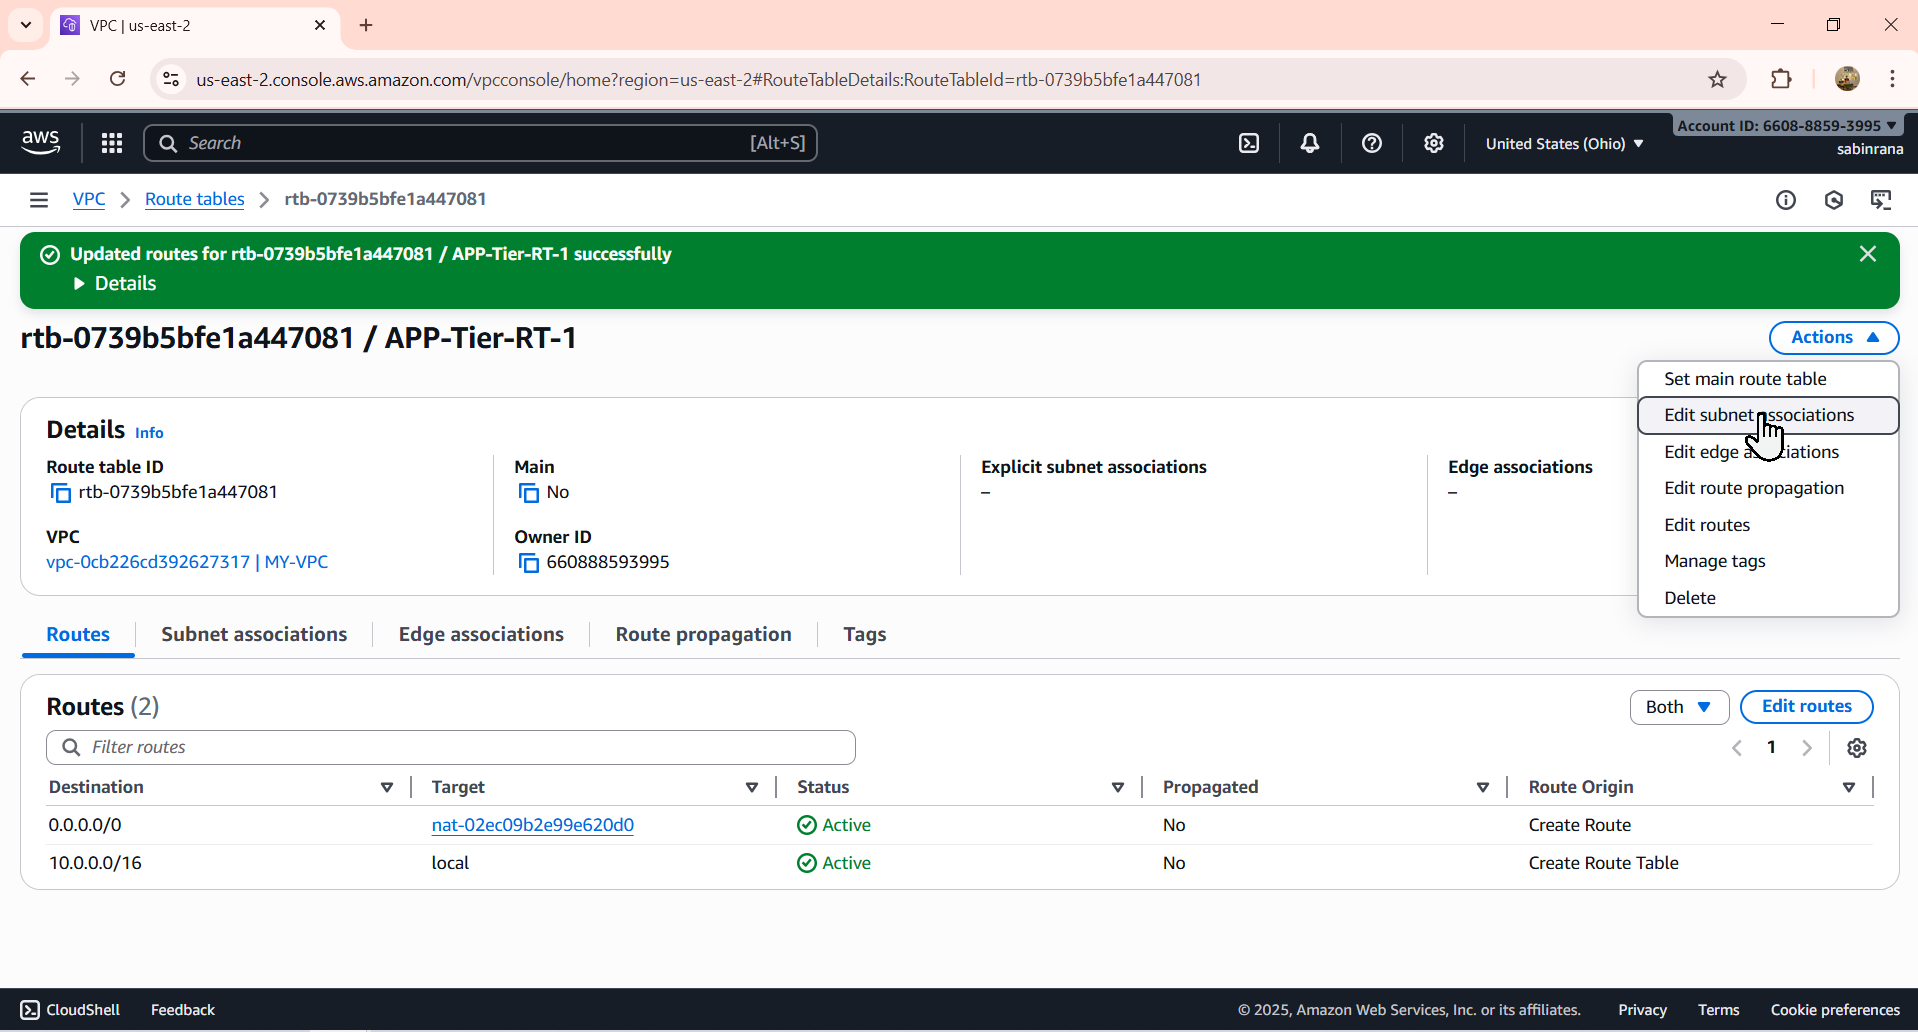 VPC | us-east-2
us-east-2.console.aws.amazon.com/vpcconsole/home?region=us-east-2#RouteTableDetails:RouteTableId=rtb-0739b5bfe1a447081
aws
Search
[Alt+S]
United States (Ohio)
Account ID: 6608-8859-3995
sabinrana
VPC
Route tables
rtb-0739b5bfe1a447081
Updated routes for rtb-0739b5bfe1a447081 / APP-Tier-RT-1 successfully
Details
rtb-0739b5bfe1a447081 / APP-Tier-RT-1
Actions
Set main route table
Edit subnet associations
Edit edge associations
Edit route propagation
Edit routes
Manage tags
Delete
Details Info
Route table ID
rtb-0739b5bfe1a447081
Main
No
Explicit subnet associations
–
Edge associations
–
VPC
vpc-0cb226cd392627317 | MY-VPC
Owner ID
660888593995
Routes
Subnet associations
Edge associations
Route propagation
Tags
Routes (2)
Both
Edit routes
Filter routes
1
Destination Target Status Propagated Route Origin
0.0.0.0/0 nat-02ec09b2e99e620d0 Active No Create Route
10.0.0.0/16 local Active No Create Route Table
CloudShell Feedback © 2025, Amazon Web Services, Inc. or its affiliates. Privacy Terms Cookie preferences